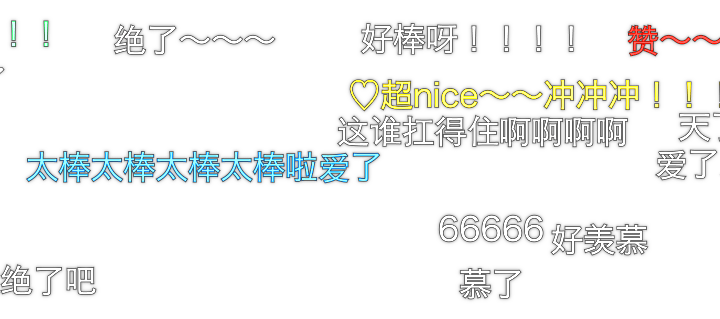 ！！
绝了～～～
好棒呀！！！！
赞～～
♡超nice～～冲冲冲！！！
这谁扛得住啊啊啊啊
天
爱了
太棒太棒太棒太棒啦爱了
66666
好羡慕
绝了吧
慕了